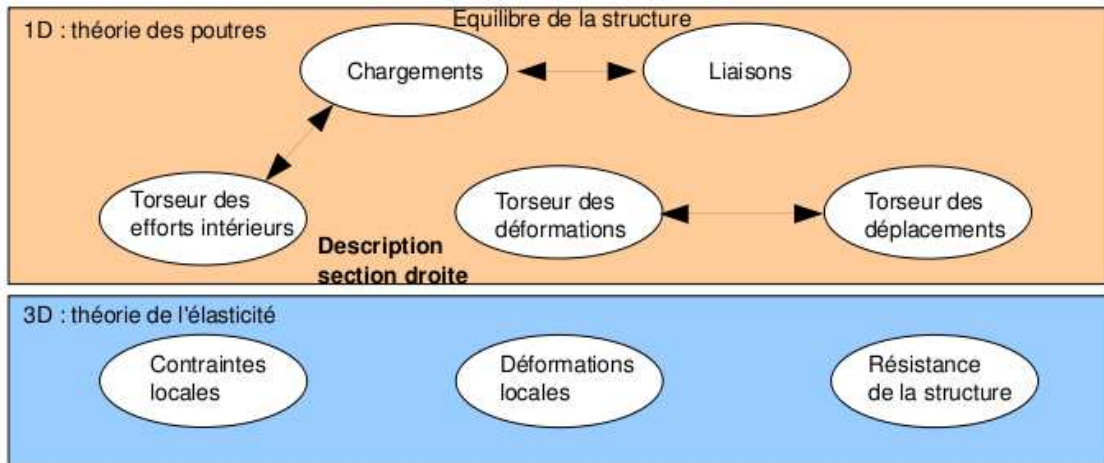 Equilibre de la structure
1D : théorie des poutres
Chargements
Liaisons
Torseur des
efforts intérieurs
Torseur des
déformations
Torseur des
déplacements
Description
section droite
3D : théorie de l'élasticité
Contraintes
locales
Déformations
locales
Résistance
de la structure